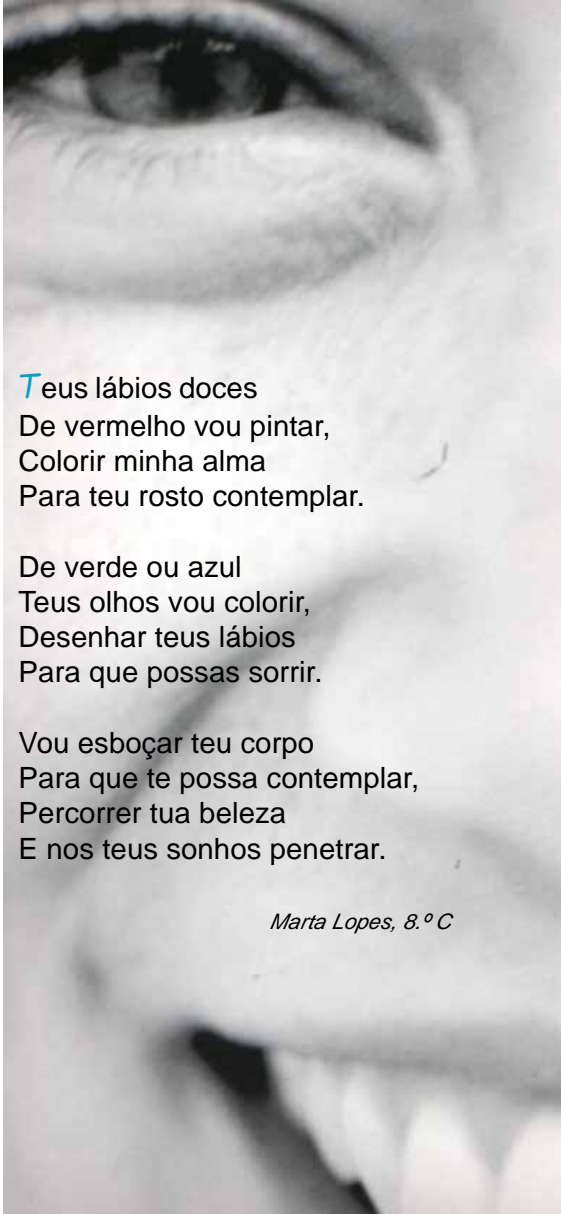 Teus lábios doces
De vermelho vou pintar,
Colorir minha alma
Para teu rosto contemplar.
De verde ou azul
Teus olhos vou colorir,
Desenhar teus lábios
Para que possas sorrir.
Vou esboçar teu corpo
Para que te possa contemplar,
Percorrer tua beleza
E nos teus sonhos penetrar.
Marta Lopes, 8.º C